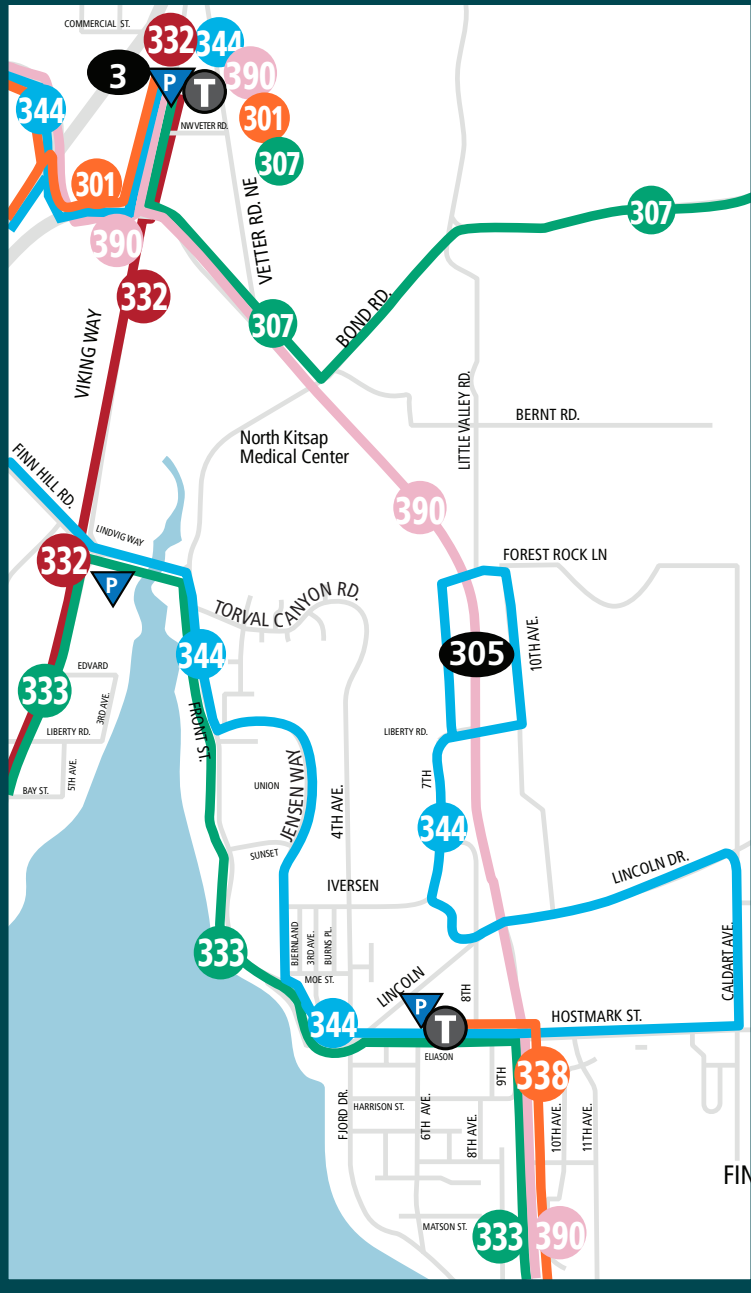 COMMERCIAL ST.
332
344
3
P
T
390
344
301
NW VETER RD.
307
301
VETTER RD. NE
307
390
332
307
BOND RD.
VIKING WAY
LITTLE VALLEY RD.
BERNT RD.
North Kitsap
Medical Center
FINN HILL RD.
390
LINDVIG WAY
332
P
FOREST ROCK LN
TORVAL CANYON RD.
344
305
10TH AVE.
EDVARD
333
3RD AVE.
FRONT ST.
LIBERTY RD.
LIBERTY RD.
5TH AVE.
BAY ST.
UNION
JENSEN WAY
4TH AVE.
7TH
344
SUNSET
LINCOLN DR.
IVERSEN
BJERNLAND
3RD AVE.
BURNS PL.
333
MOE ST.
LINCOLN
8TH
CALDART AVE.
P
T
344
HOSTMARK ST.
ELIASON
9TH
338
FJORD DR.
HARRISON ST.
6TH AVE.
8TH AVE.
10TH AVE.
11TH AVE.
FIN
MATSON ST.
333
390